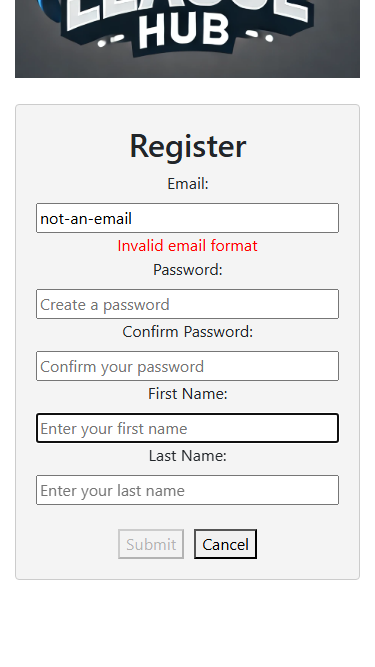 HUB
Register
Email:
not-an-email
Invalid email format
Password:
Create a password
Confirm Password:
Confirm your password
First Name:
Enter your first name
Last Name:
Enter your last name
Submit Cancel